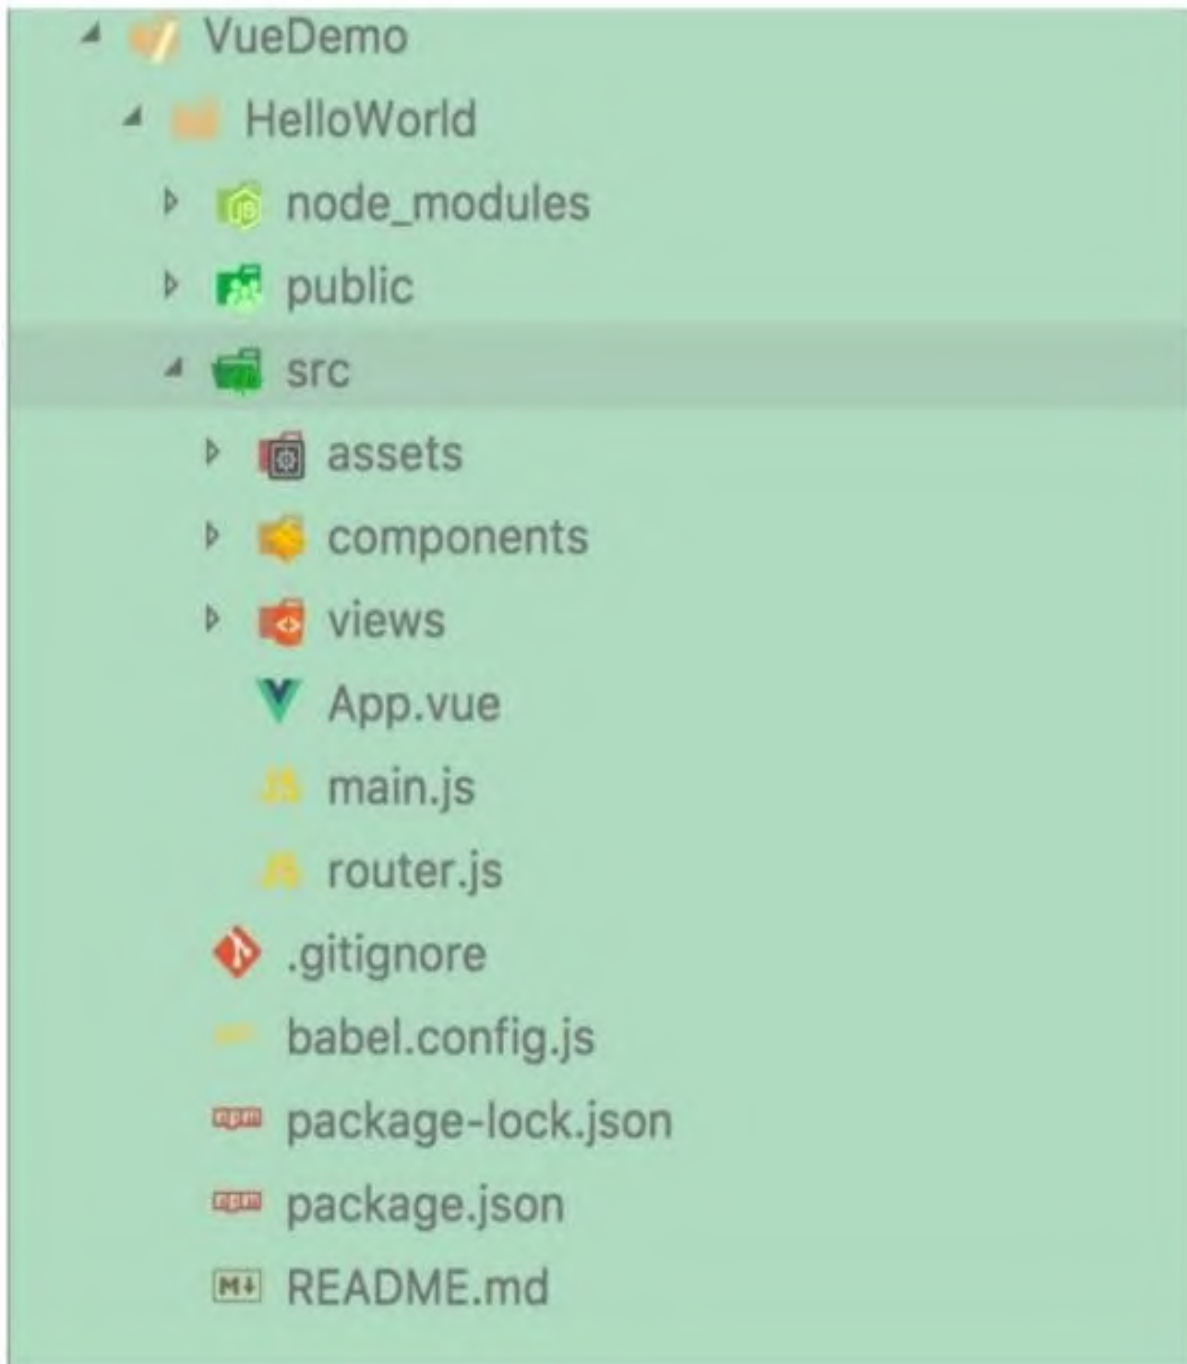 VueDemo
HelloWorld
node_modules
public
src
assets
components
views
App.vue
main.js
router.js
.gitignore
babel.config.js
package-lock.json
package.json
README.md